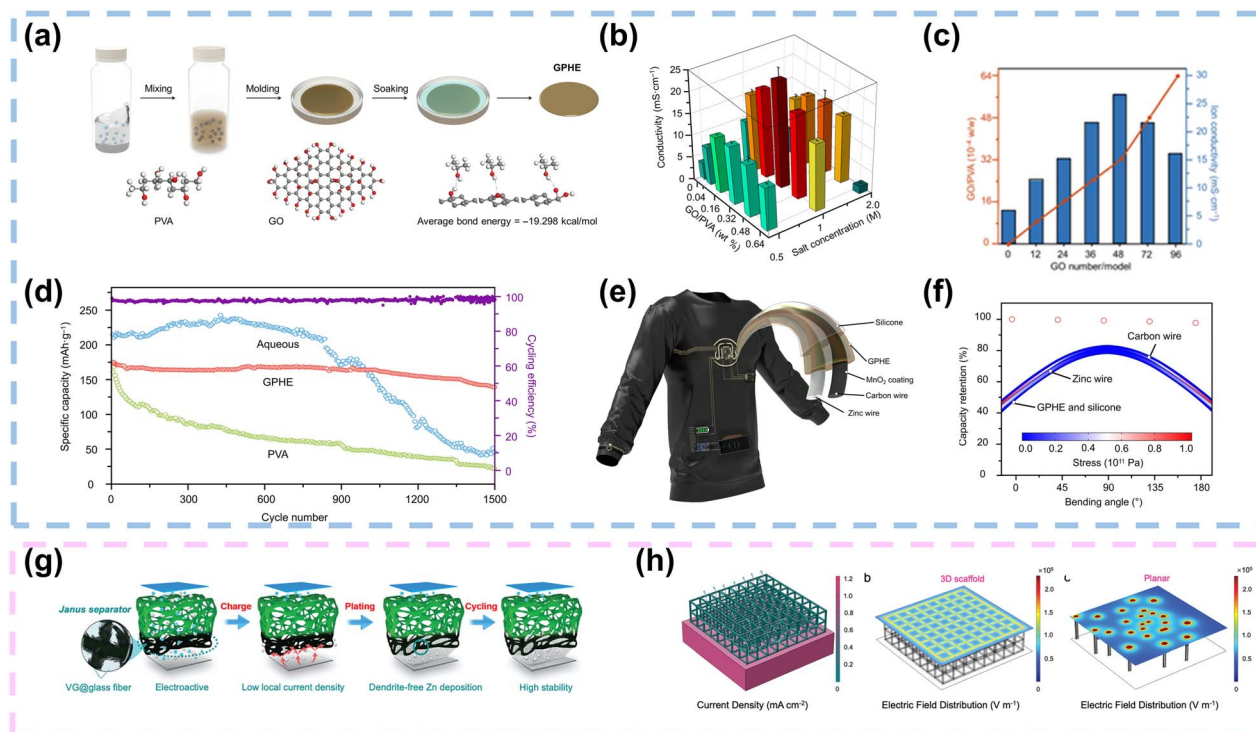 (a)
Mixing
Molding
Soaking
GPHE
PVA
GO
Average bond energy = −19.298 kcal/mol
(b)
Conductivity (mS·cm⁻¹)
25
20
15
10
5
0
0.04
0.16
0.32
0.48
0.64
GO/PVA (wt %)
0.5
1
2.0
Salt concentration (M)
(c)
GO/PVA (10⁻⁴ w/w)
64
48
32
16
0
0 12 24 36 48 72 96
GO number/model
30
25
20
15
10
5
0
Ion conductivity (mS·cm⁻¹)
(d)
Specific capacity (mAh·g⁻¹)
250
200
150
100
50
0
Aqueous
GPHE
PVA
0 300 600 900 1200 1500
Cycle number
100
80
60
40
20
0
Cycling efficiency (%)
(e)
Silicone
GPHE
MnO₂ coating
Carbon wire
Zinc wire
(f)
Capacity retention (%)
100
80
60
40
20
0
Carbon wire
Zinc wire
GPHE and silicone
0.0 0.2 0.4 0.6 0.8 1.0
Stress (10¹¹ Pa)
0 45 90 135 180
Bending angle (°)
(g)
Janus separator
Charge
Plating
Cycling
VG@glass fiber
Electroactive
Low local current density
Dendrite-free Zn deposition
High stability
(h)
1.2
1.0
0.8
0.6
0.4
0.2
0
Current Density (mA cm⁻²)
b
3D scaffold
×10⁵
2
1.5
1
0.5
0
Electric Field Distribution (V m⁻¹)
c
Planar
×10⁵
2
1.5
1
0.5
0
Electric Field Distribution (V m⁻¹)